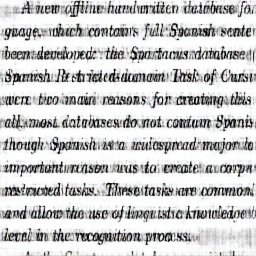 A new offline handwritten database for
guage, which contains full Spanish sente
been developed: the Spartacus database (
Spanish Restricted-domain Task of Cursi
were two main reasons for creating this
all, most databases do not contain Spanis
though Spanish is a widespread major la
important reason was to create a corpu
restricted tasks. These tasks are common
and allow the use of linguistic knowledge
level in the recognition process.